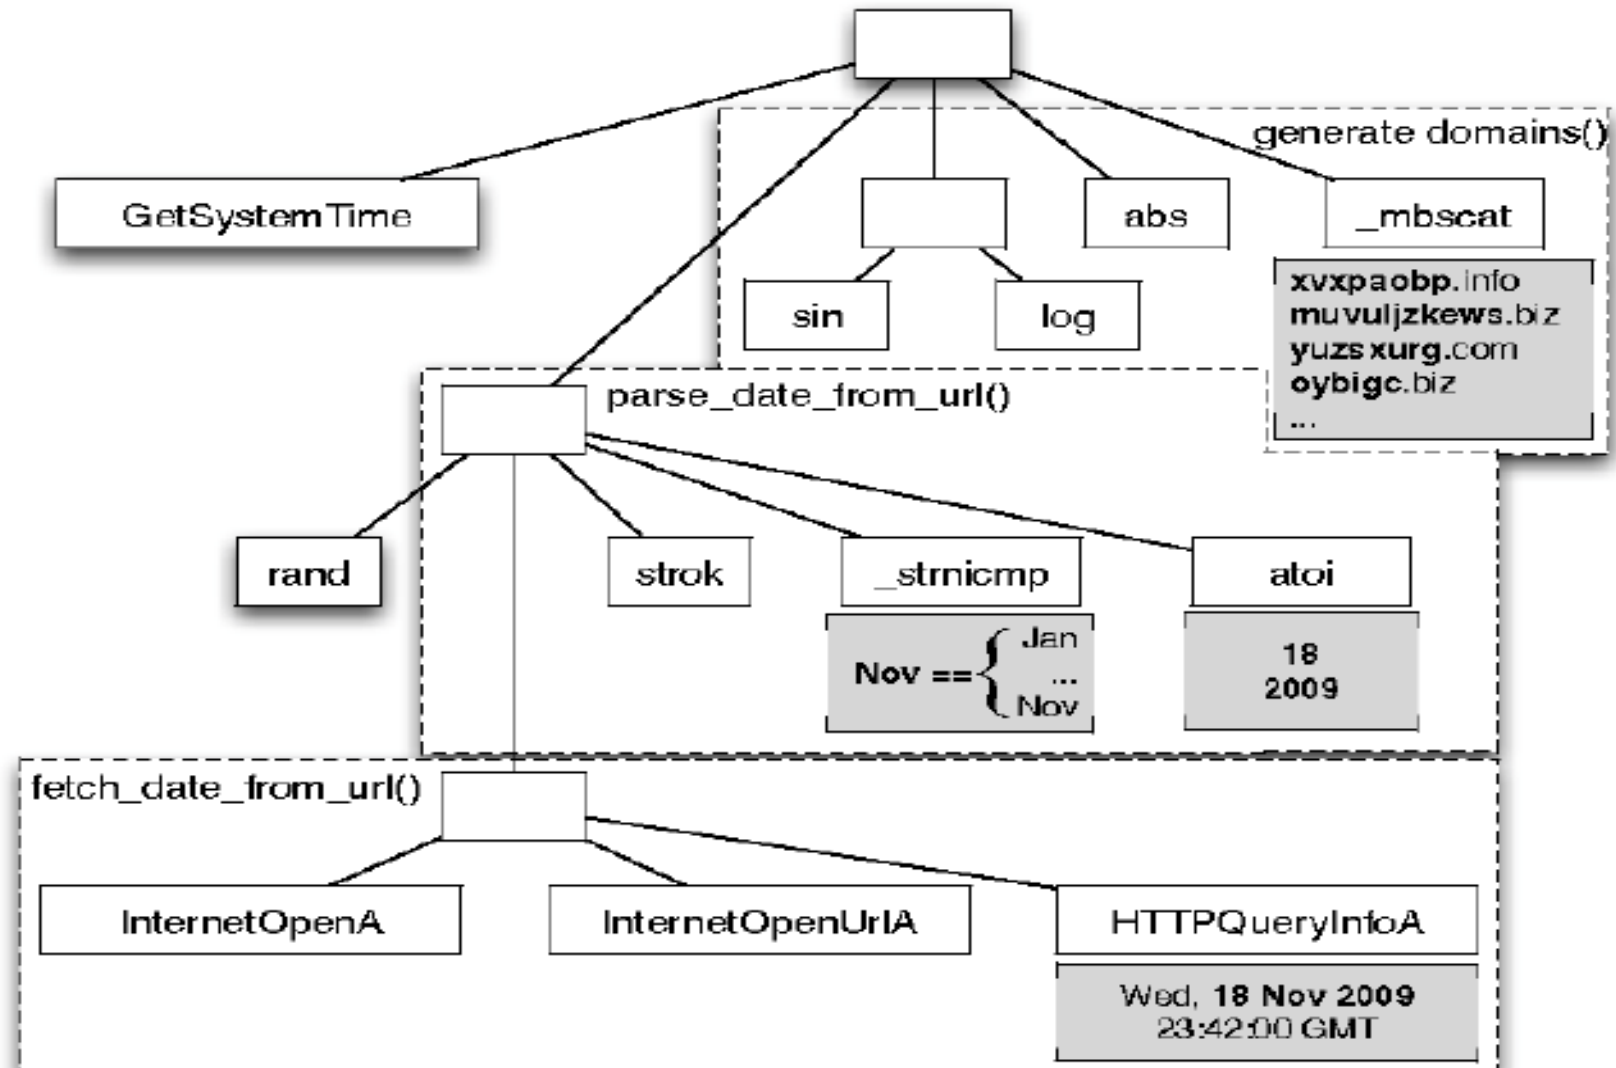 generate domains()
GetSystemTime
abs
_mbscat
sin
log
xvxpaobp.info
muvuljzkews.biz
yuzsxurg.com
oybigc.biz
...
parse_date_from_url()
rand
strok
_strnicmp
atoi
Nov == {
Jan
...
Nov
18
2009
fetch_date_from_url()
InternetOpenA
InternetOpenUrlA
HTTPQueryInfoA
Wed, 18 Nov 2009
23:42:00 GMT